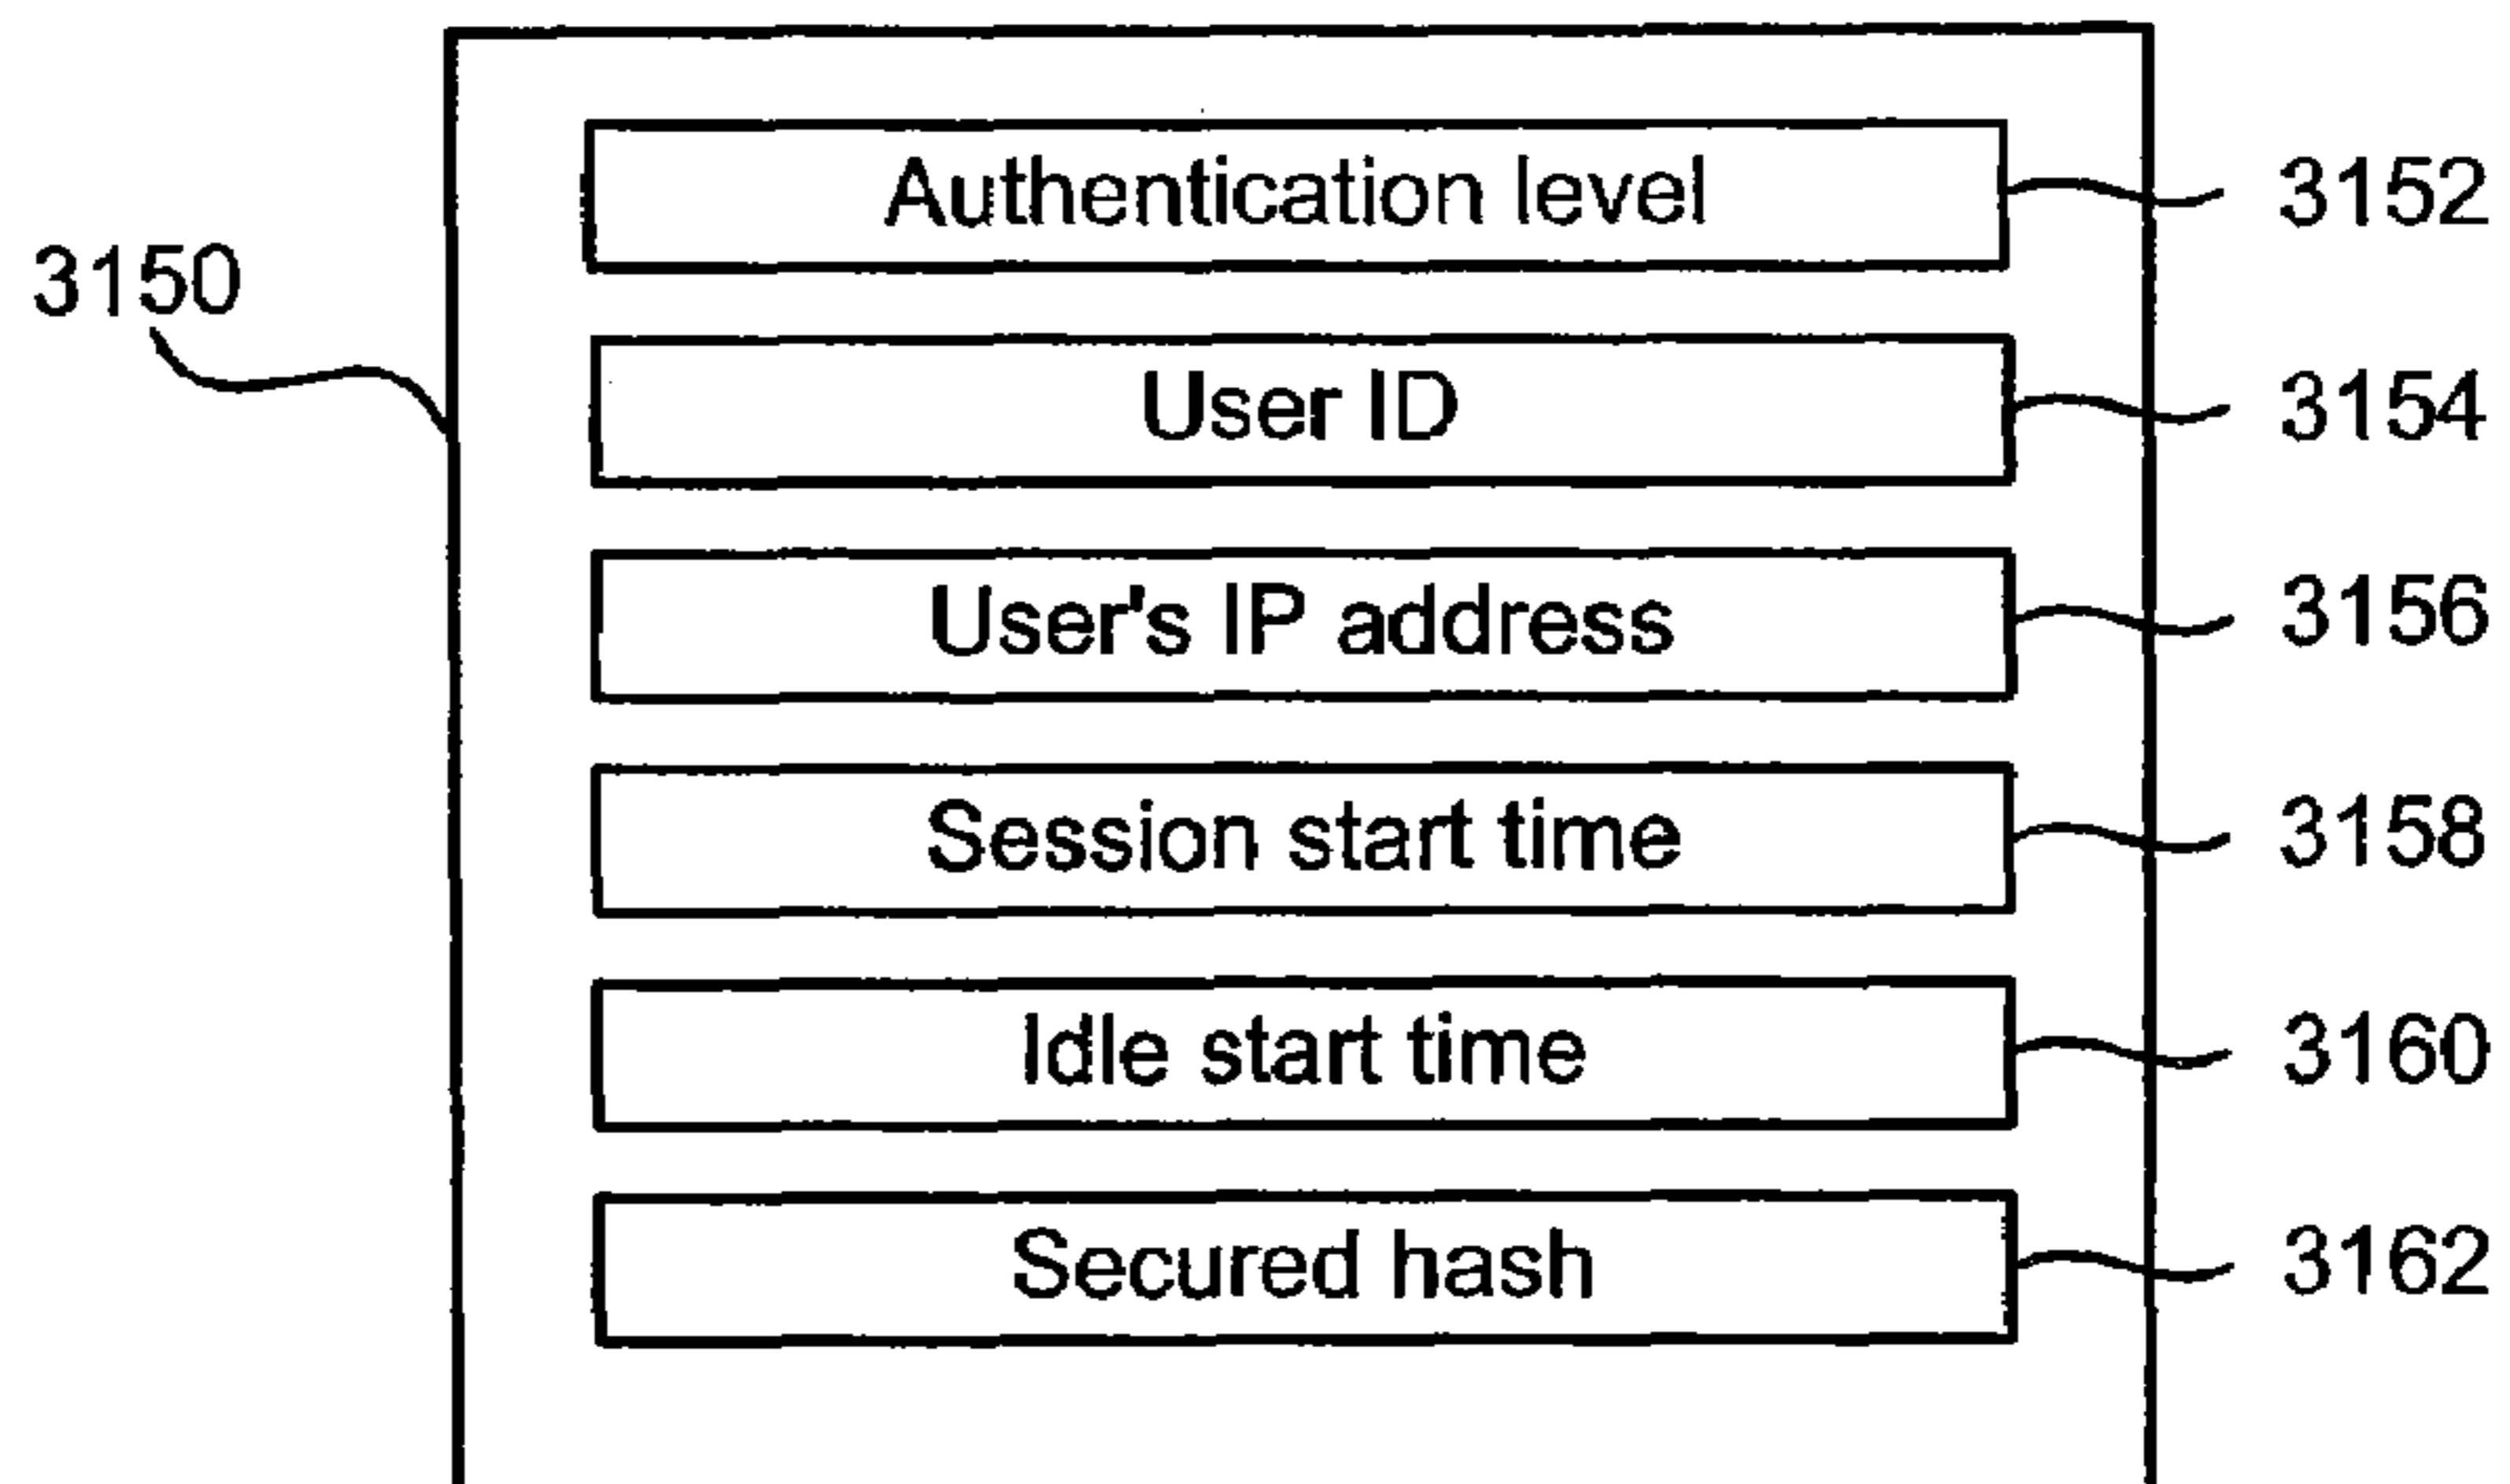 Authentication level 3152
3150
User ID 3154
User's IP address 3156
Session start time 3158
Idle start time 3160
Secured hash 3162